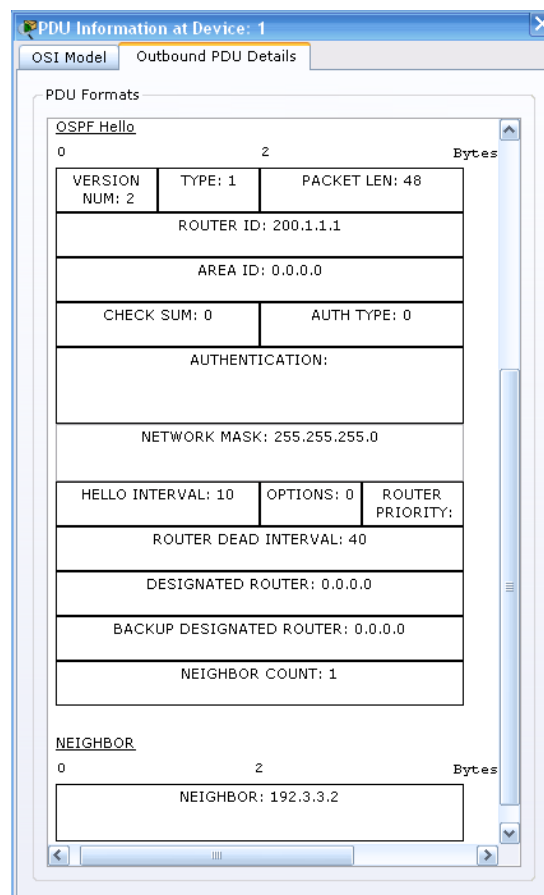 PDU Information at Device: 1
OSI Model Outbound PDU Details
PDU Formats
OSPF Hello
0 2 Bytes
VERSION NUM: 2 TYPE: 1 PACKET LEN: 48
ROUTER ID: 200.1.1.1
AREA ID: 0.0.0.0
CHECK SUM: 0 AUTH TYPE: 0
AUTHENTICATION:
NETWORK MASK: 255.255.255.0
HELLO INTERVAL: 10 OPTIONS: 0 ROUTER PRIORITY:
ROUTER DEAD INTERVAL: 40
DESIGNATED ROUTER: 0.0.0.0
BACKUP DESIGNATED ROUTER: 0.0.0.0
NEIGHBOR COUNT: 1
NEIGHBOR
0 2 Bytes
NEIGHBOR: 192.3.3.2